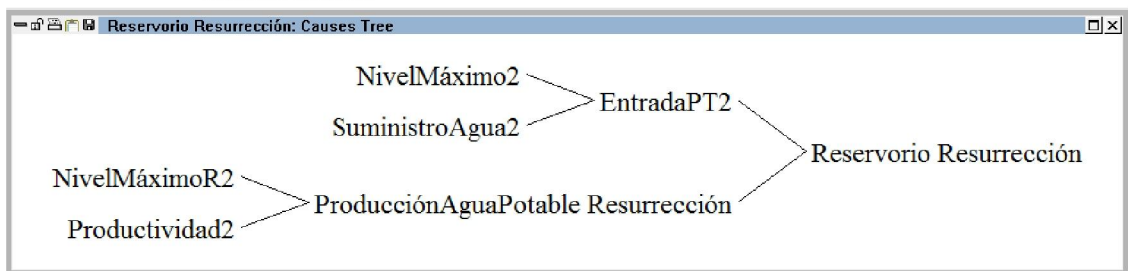 Reservorio Resurrección: Causes Tree
NivelMáximo2
EntradaPT2
SuministroAgua2
Reservorio Resurrección
NivelMáximoR2
ProducciónAguaPotable Resurrección
Productividad2